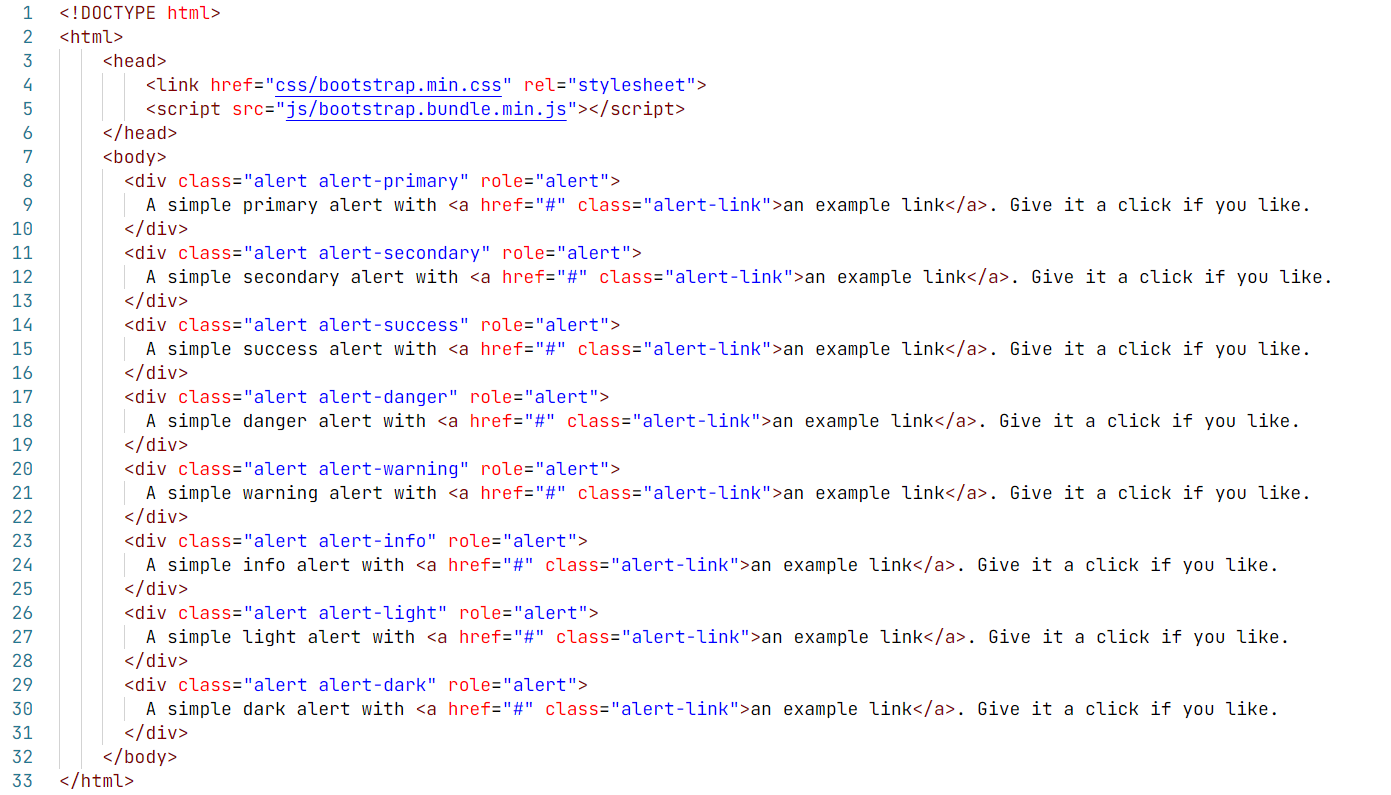 1 <!DOCTYPE html>
2 <html>
3     <head>
4         <link href="css/bootstrap.min.css" rel="stylesheet">
5         <script src="js/bootstrap.bundle.min.js"></script>
6     </head>
7     <body>
8       <div class="alert alert-primary" role="alert">
9         A simple primary alert with <a href="#" class="alert-link">an example link</a>. Give it a click if you like.
10       </div>
11       <div class="alert alert-secondary" role="alert">
12         A simple secondary alert with <a href="#" class="alert-link">an example link</a>. Give it a click if you like.
13       </div>
14       <div class="alert alert-success" role="alert">
15         A simple success alert with <a href="#" class="alert-link">an example link</a>. Give it a click if you like.
16       </div>
17       <div class="alert alert-danger" role="alert">
18         A simple danger alert with <a href="#" class="alert-link">an example link</a>. Give it a click if you like.
19       </div>
20       <div class="alert alert-warning" role="alert">
21         A simple warning alert with <a href="#" class="alert-link">an example link</a>. Give it a click if you like.
22       </div>
23       <div class="alert alert-info" role="alert">
24         A simple info alert with <a href="#" class="alert-link">an example link</a>. Give it a click if you like.
25       </div>
26       <div class="alert alert-light" role="alert">
27         A simple light alert with <a href="#" class="alert-link">an example link</a>. Give it a click if you like.
28       </div>
29       <div class="alert alert-dark" role="alert">
30         A simple dark alert with <a href="#" class="alert-link">an example link</a>. Give it a click if you like.
31       </div>
32     </body>
33 </html>